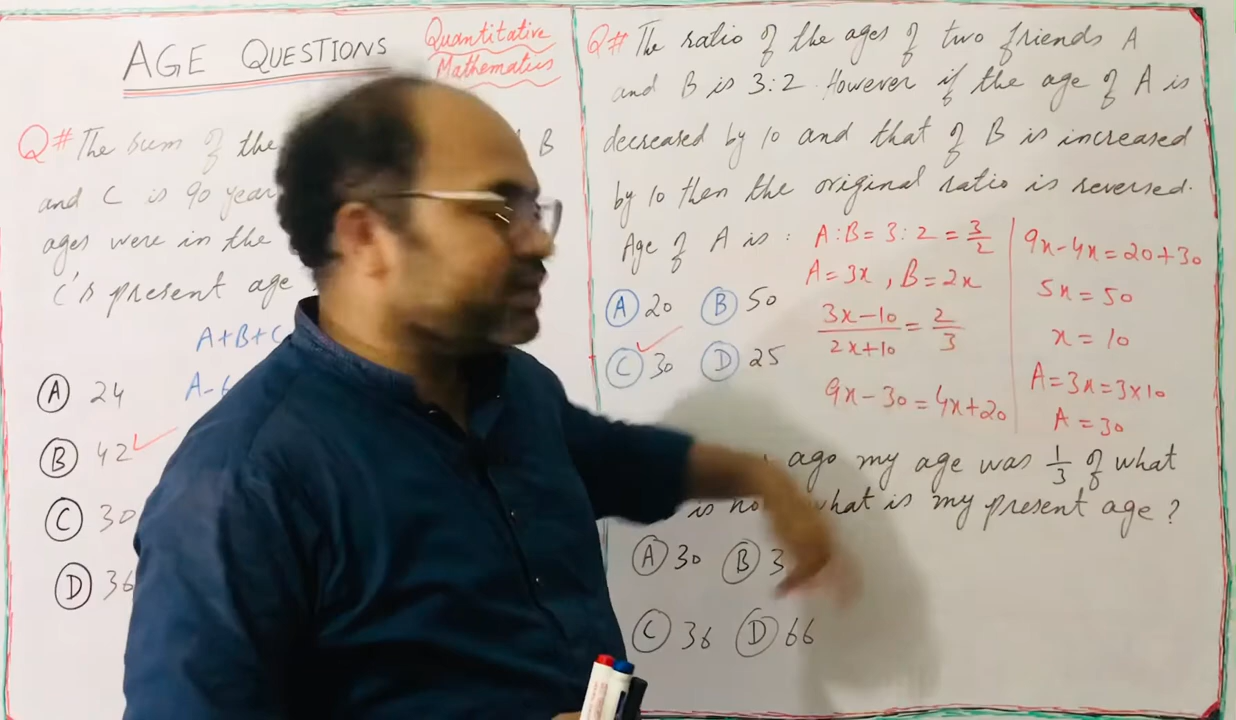 AGE QUESTIONS
Quantitative
Mathematics
Q# The sum of the
B
and C is 90 year
ages were in the
C's present age
A+B+C
A-6
A 24
B 42
C 30
D 36
Q# The ratio of the ages of two friends A
and B is 3:2. However if the age of A is
decreased by 10 and that of B is increased
by 10 then the original ratio is reversed.
Age of A is :
A 20 B 50
C 30 D 25
A:B = 3:2 = 3/2
A = 3x , B = 2x
3x-10/2x+10 = 2/3
9x - 30 = 4x + 20
9x - 4x = 20 + 30
5x = 50
x = 10
A = 3x = 3x10
A = 30
ago my age was 1/3 of what
is what is my present age ?
A 30 B 3
C 36 D 66